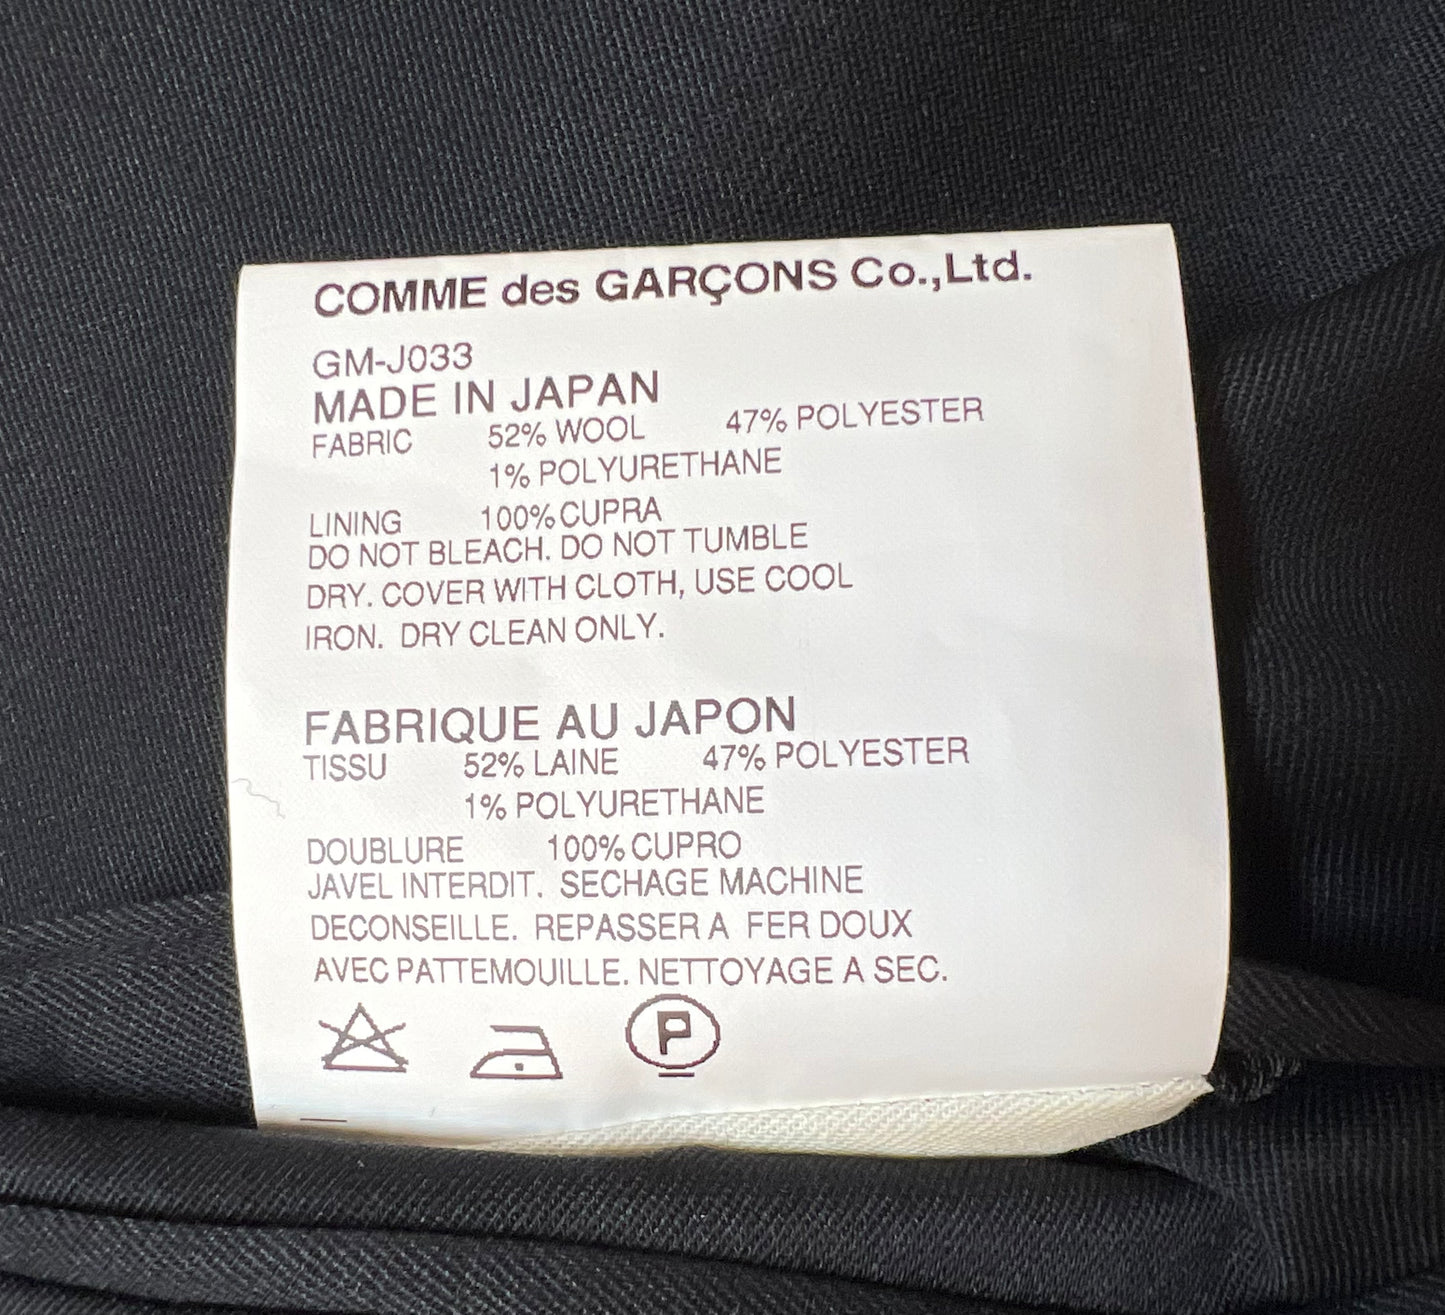 COMME des GARÇONS Co.,Ltd.
GM-J033
MADE IN JAPAN
FABRIC 52% WOOL 47% POLYESTER
1% POLYURETHANE
LINING 100% CUPRA
DO NOT BLEACH. DO NOT TUMBLE
DRY. COVER WITH CLOTH, USE COOL
IRON. DRY CLEAN ONLY.
FABRIQUE AU JAPON
TISSU 52% LAINE 47% POLYESTER
1% POLYURETHANE
DOUBLURE 100% CUPRO
JAVEL INTERDIT. SECHAGE MACHINE
DECONSEILLE. REPASSER A FER DOUX
AVEC PATTEMOUILLE. NETTOYAGE A SEC.
P